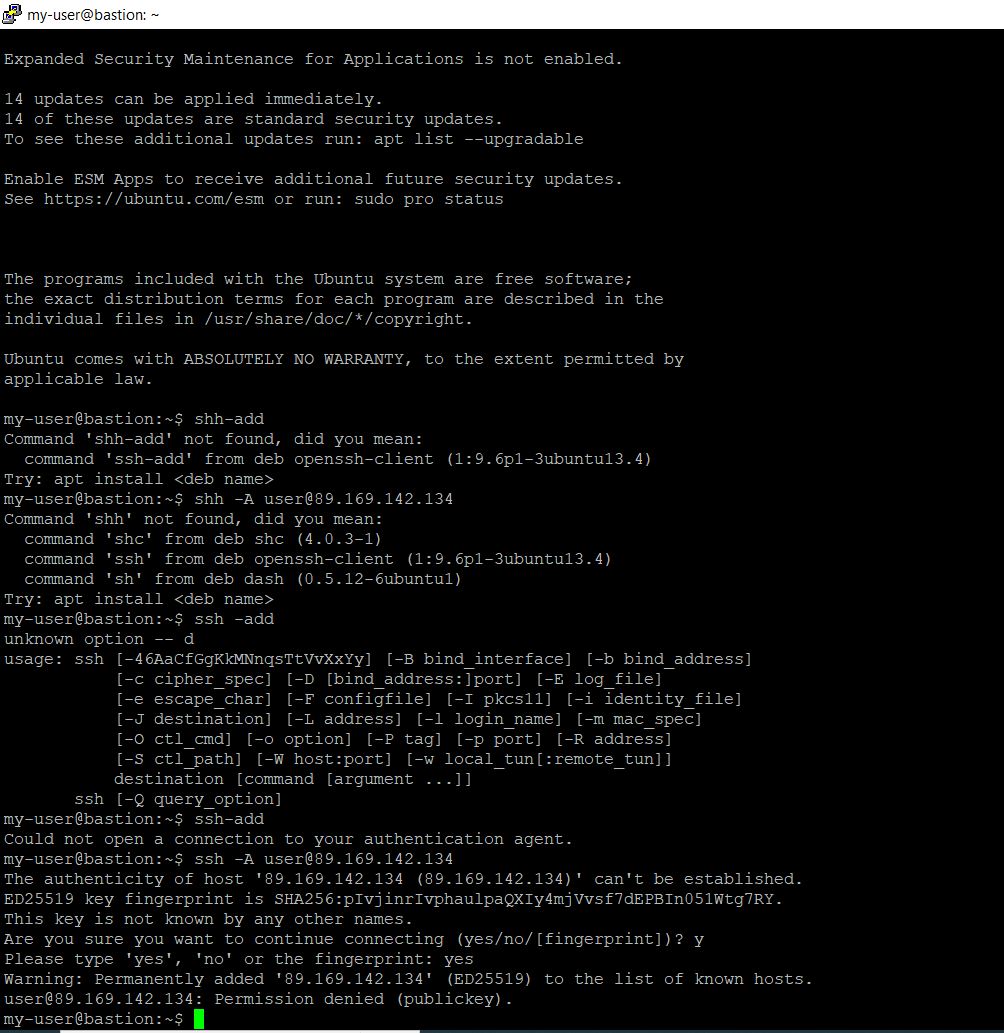 my-user@bastion: ~
Expanded Security Maintenance for Applications is not enabled.
14 updates can be applied immediately.
14 of these updates are standard security updates.
To see these additional updates run: apt list --upgradable
Enable ESM Apps to receive additional future security updates.
See https://ubuntu.com/esm or run: sudo pro status
The programs included with the Ubuntu system are free software;
the exact distribution terms for each program are described in the
individual files in /usr/share/doc/*/copyright.
Ubuntu comes with ABSOLUTELY NO WARRANTY, to the extent permitted by
applicable law.
my-user@bastion:~$ shh-add
Command 'shh-add' not found, did you mean:
  command 'ssh-add' from deb openssh-client (1:9.6p1-3ubuntu13.4)
Try: apt install <deb name>
my-user@bastion:~$ shh -A user@89.169.142.134
Command 'shh' not found, did you mean:
  command 'shc' from deb shc (4.0.3-1)
  command 'ssh' from deb openssh-client (1:9.6p1-3ubuntu13.4)
  command 'sh' from deb dash (0.5.12-6ubuntu1)
Try: apt install <deb name>
my-user@bastion:~$ ssh -add
unknown option -- d
usage: ssh [-46AaCfGgKkMNnqsTtVvXxYy] [-B bind_interface] [-b bind_address]
           [-c cipher_spec] [-D [bind_address:]port] [-E log_file]
           [-e escape_char] [-F configfile] [-I pkcs11] [-i identity_file]
           [-J destination] [-L address] [-l login_name] [-m mac_spec]
           [-O ctl_cmd] [-o option] [-P tag] [-p port] [-R address]
           [-S ctl_path] [-W host:port] [-w local_tun[:remote_tun]]
           destination [command [argument ...]]
       ssh [-Q query_option]
my-user@bastion:~$ ssh-add
Could not open a connection to your authentication agent.
my-user@bastion:~$ ssh -A user@89.169.142.134
The authenticity of host '89.169.142.134 (89.169.142.134)' can't be established.
ED25519 key fingerprint is SHA256:pIvjinrIvphaulpaQXIy4mjVvsf7dEPBIn051Wtg7RY.
This key is not known by any other names.
Are you sure you want to continue connecting (yes/no/[fingerprint])? y
Please type 'yes', 'no' or the fingerprint: yes
Warning: Permanently added '89.169.142.134' (ED25519) to the list of known hosts.
user@89.169.142.134: Permission denied (publickey).
my-user@bastion:~$